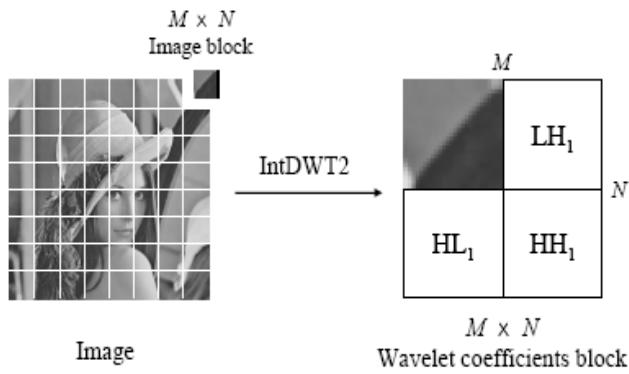 M × N
Image block
M
IntDWT2
LH₁
N
HL₁
HH₁
M × N
Image
Wavelet coefficients block